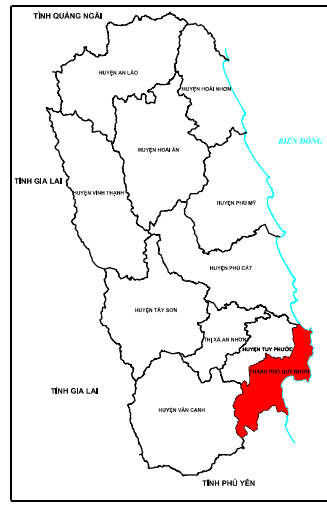 TỈNH QUẢNG NGÃI
HUYỆN AN LÃO
HUYỆN HOÀI NHƠN
HUYỆN HOÀI ÂN
BIỂN ĐÔNG
TỈNH GIA LAI
HUYỆN VĨNH THẠNH
HUYỆN PHÙ MỸ
HUYỆN PHÙ CÁT
HUYỆN TÂY SƠN
THỊ XÃ AN NHƠN
HUYỆN TUY PHƯỚC
THÀNH PHỐ QUY NHƠN
TỈNH GIA LAI
HUYỆN VÂN CANH
TỈNH PHÚ YÊN